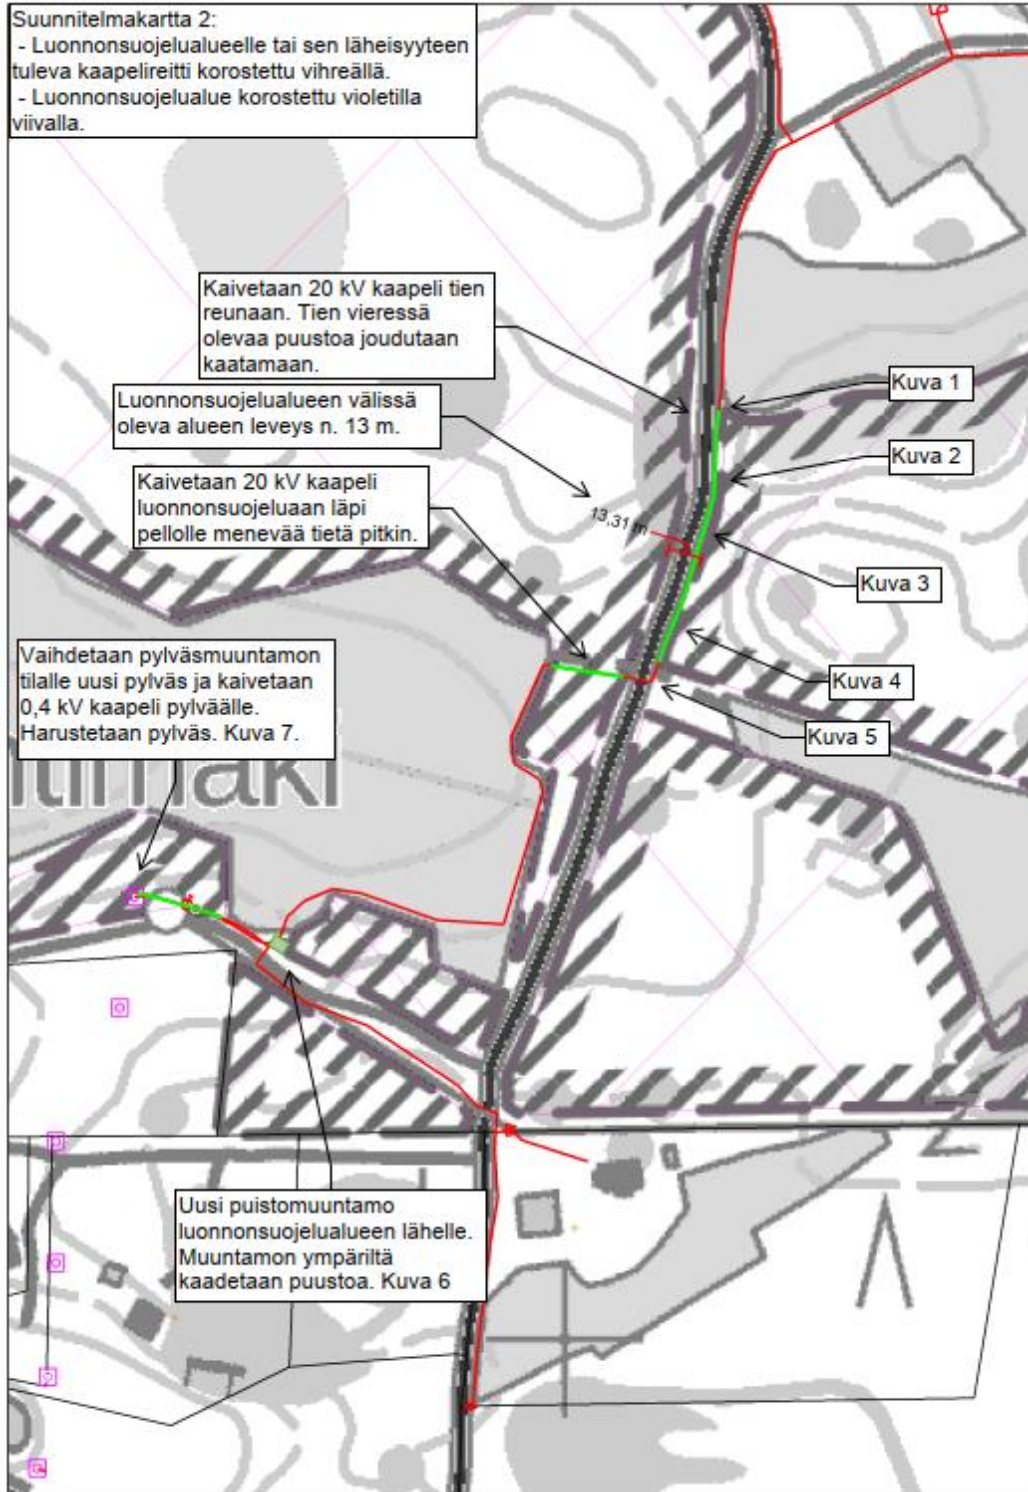 Suunnitelmakartta 2:
- Luonnonsuojelualueelle tai sen läheisyyteen
tuleva kaapelireitti korostettu vihreällä.
- Luonnonsuojelualue korostettu violetilla
viivalla.
Kaivetaan 20 kV kaapeli tien
reunaan. Tien vieressä
olevaa puustoa joudutaan
kaatamaan.
Kuva 1
Luonnonsuojelualueen välissä
oleva alueen leveys n. 13 m.
Kuva 2
Kaivetaan 20 kV kaapeli
luonnonsuojeluaan läpi
pellolle menevää tietä pitkin.
13,31 m
Kuva 3
Vaihdetaan pylväsmuuntamon
tilalle uusi pylväs ja kaivetaan
0,4 kV kaapeli pylväälle.
Harustetaan pylväs. Kuva 7.
Kuva 4
Kuva 5
Uusi puistomuuntamo
luonnonsuojelualueen lähelle.
Muuntamon ympäriltä
kaadetaan puustoa. Kuva 6